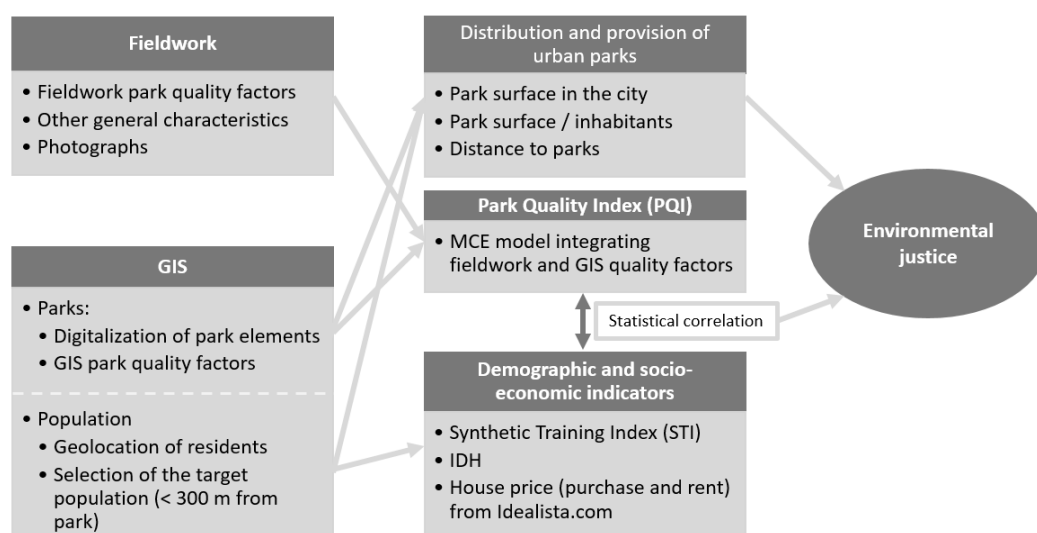 Fieldwork
• Fieldwork park quality factors
• Other general characteristics
• Photographs
GIS
• Parks:
• Digitalization of park elements
• GIS park quality factors
• Population
• Geolocation of residents
• Selection of the target
population (< 300 m from
park)
Distribution and provision of
urban parks
• Park surface in the city
• Park surface / inhabitants
• Distance to parks
Park Quality Index (PQI)
• MCE model integrating
fieldwork and GIS quality factors
Statistical correlation
Demographic and socio-
economic indicators
• Synthetic Training Index (STI)
• IDH
• House price (purchase and rent)
from Idealista.com
Environmental
justice